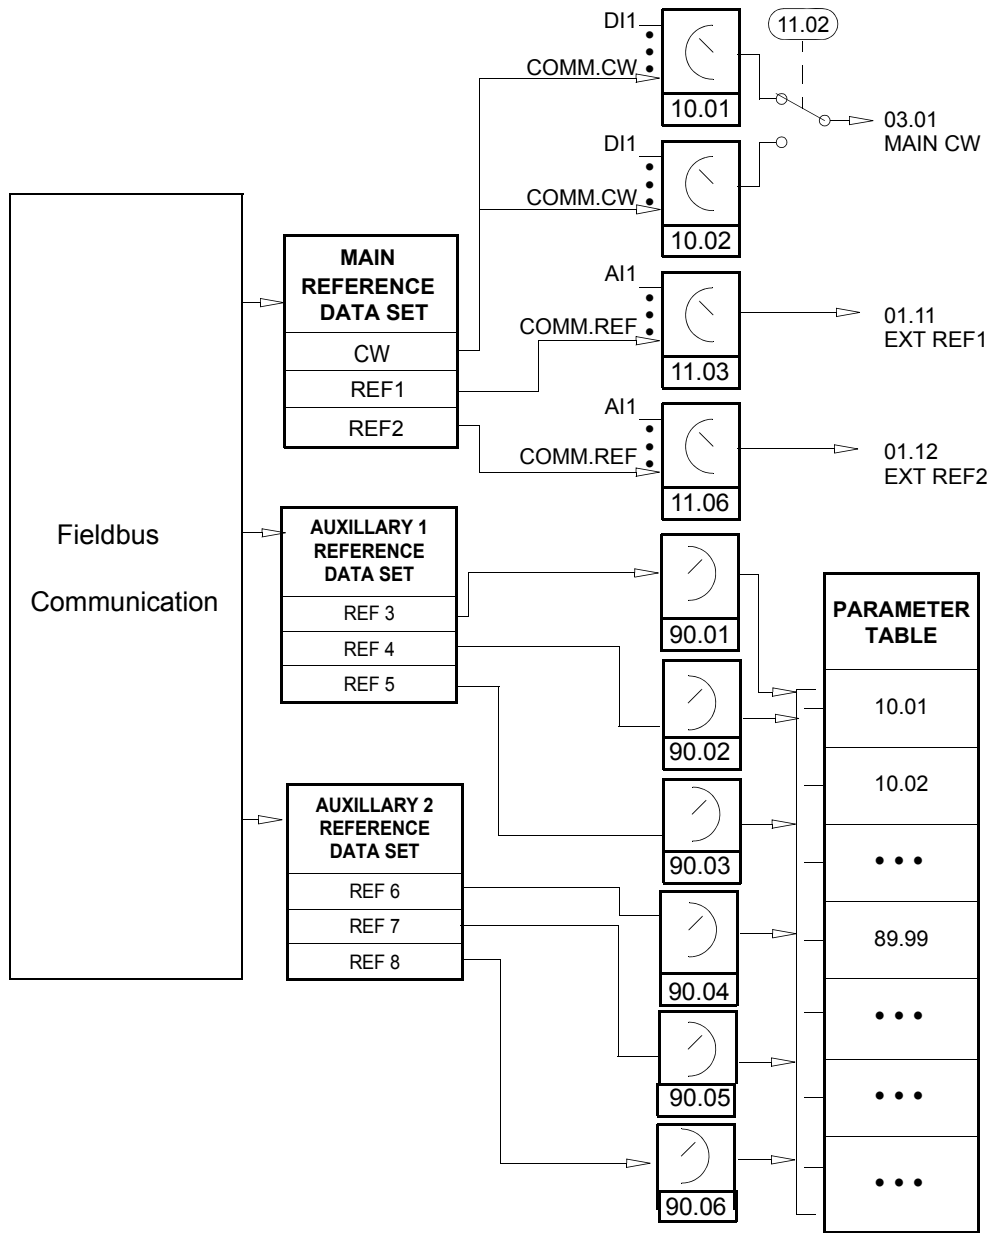 DI1
COMM.CW
10.01
11.02
03.01
MAIN CW
DI1
COMM.CW
10.02
AI1
COMM.REF
11.03
01.11
EXT REF1
AI1
COMM.REF
11.06
01.12
EXT REF2
Fieldbus
Communication
MAIN
REFERENCE
DATA SET
CW
REF1
REF2
AUXILLARY 1
REFERENCE
DATA SET
REF 3
REF 4
REF 5
AUXILLARY 2
REFERENCE
DATA SET
REF 6
REF 7
REF 8
90.01
90.02
90.03
90.04
90.05
90.06
PARAMETER
TABLE
10.01
10.02
• • •
89.99
• • •
• • •
• • •